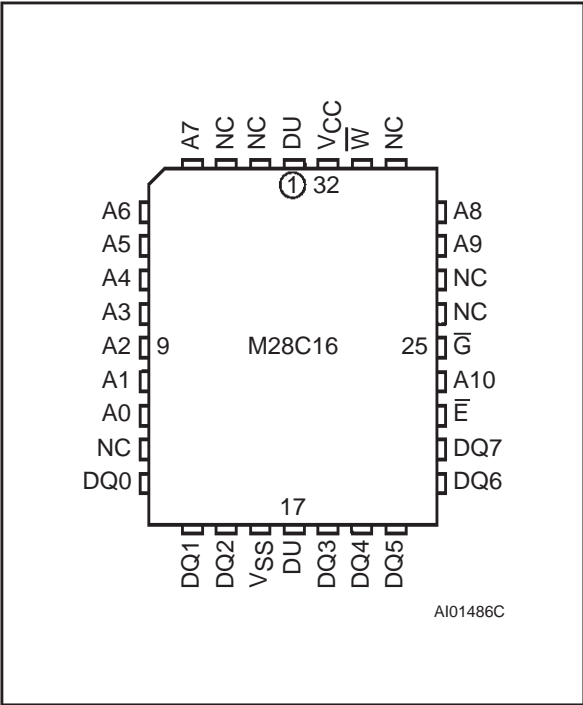 A7 NC NC DU VCC W̅ NC
1 32
A6 A8
A5 A9
A4 NC
A3 NC
A2 9 M28C16 25 G̅
A1 A10
A0 E̅
NC DQ7
DQ0 DQ6
17
DQ1 DQ2 VSS DU DQ3 DQ4 DQ5
AI01486C